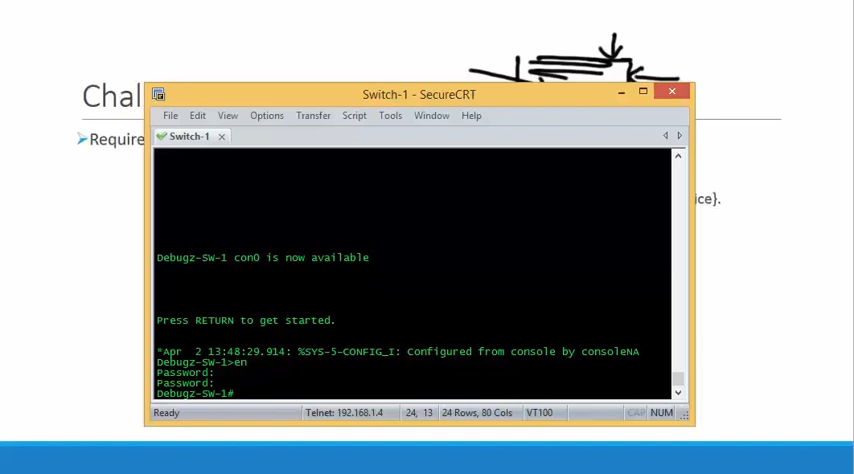 Switch-1 - SecureCRT
Chal
File Edit View Options Transfer Script Tools Window Help
Switch-1
Require
ice}.
Debugz-SW-1 con0 is now available
Press RETURN to get started.
*Apr  2 13:48:29.914: %SYS-5-CONFIG_I: Configured from console by consoleNA
Debugz-SW-1>en
Password:
Password:
Debugz-SW-1#
Ready Telnet: 192.168.1.4 24, 13 24 Rows, 80 Cols VT100 CAP NUM